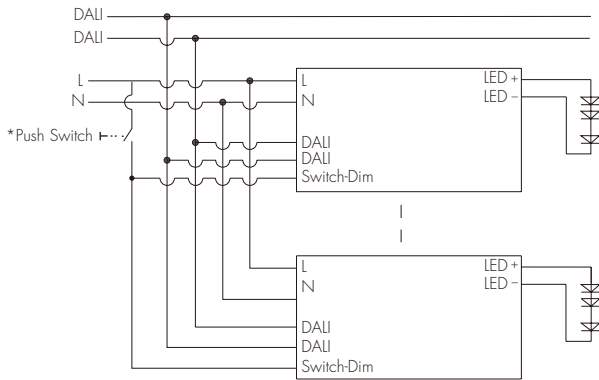 DALI
DALI
L
N
*Push Switch
L
N
DALI
DALI
Switch-Dim
LED +
LED –
L
N
DALI
DALI
Switch-Dim
LED +
LED –